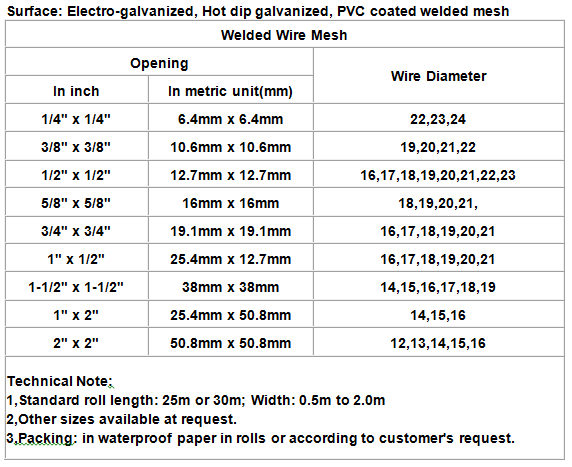 Surface: Electro-galvanized, Hot dip galvanized, PVC coated welded mesh
Welded Wire Mesh
Opening
Wire Diameter
In inch In metric unit(mm)
1/4" x 1/4" 6.4mm x 6.4mm 22,23,24
3/8" x 3/8" 10.6mm x 10.6mm 19,20,21,22
1/2" x 1/2" 12.7mm x 12.7mm 16,17,18,19,20,21,22,23
5/8" x 5/8" 16mm x 16mm 18,19,20,21,
3/4" x 3/4" 19.1mm x 19.1mm 16,17,18,19,20,21
1" x 1/2" 25.4mm x 12.7mm 16,17,18,19,20,21
1-1/2" x 1-1/2" 38mm x 38mm 14,15,16,17,18,19
1" x 2" 25.4mm x 50.8mm 14,15,16
2" x 2" 50.8mm x 50.8mm 12,13,14,15,16
Technical Note:
1,Standard roll length: 25m or 30m; Width: 0.5m to 2.0m
2,Other sizes available at request.
3,Packing: in waterproof paper in rolls or according to customer's request.